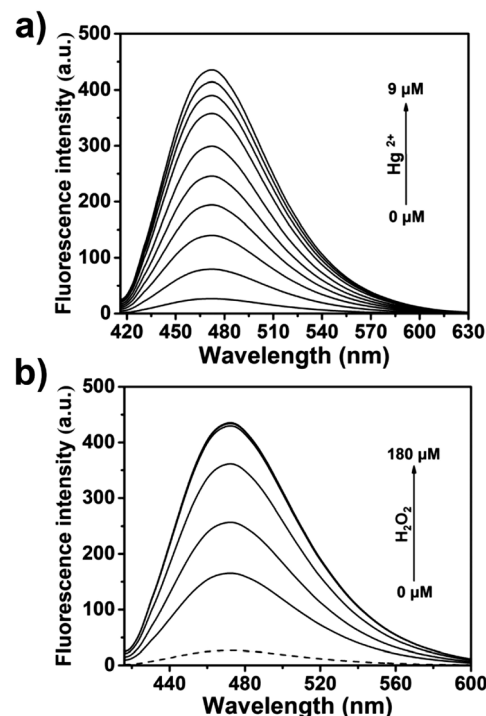 a)
500
400
300
200
100
0
Fluorescence intensity (a.u.)
9 μM
Hg 2+
0 μM
420 450 480 510 540 570 600 630
Wavelength (nm)
b)
500
400
300
200
100
0
Fluorescence intensity (a.u.)
180 μM
H₂O₂
0 μM
440 480 520 560 600
Wavelength (nm)